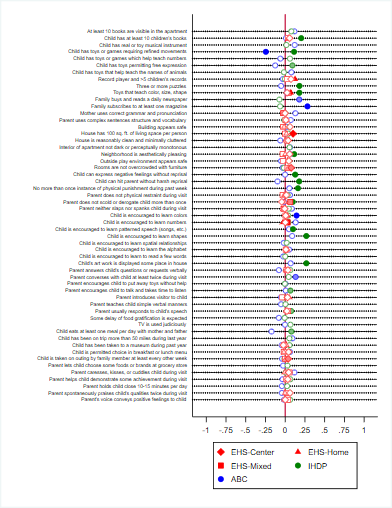 At least 10 books are visible in the apartment
Child has at least 10 children's books
Child has real or toy musical instrument
Child has toys or games requiring refined movements
Child has toys or games which help teach numbers
Child has toys permitting free expression
Child has toys that help teach the names of animals
Record player and >5 children's records
Three or more puzzles
Toys that teach color, size, shape
Family buys and reads a daily newspaper
Family subscribes to at least one magazine
Mother uses correct grammar and pronunciation
Parent uses complex sentences structure and vocabulary
Building appears safe
House has 100 sq. ft. of living space per person
House is reasonably clean and minimally cluttered
Interior of apartment not dark or perceptually monotonous
Neighborhood is aesthetically pleasing
Outside play environment appears safe
Rooms are not overcrowded with furniture
Child can express negative feelings without reprisal
Child can hit parent without harsh reprisal
No more than once instance of physical punishment during past week
Parent does not express over annoyance w/ child during visit
Parent does not scold or derogate child more than once.
Parent neither slaps nor spanks child during visit
Child is encouraged to learn colors
Child is encouraged to learn numbers
Child is encouraged to learn patterned speech (songs, etc.)
Child is encouraged to learn shapes
Child is encouraged to learn spatial relationships
Child is encouraged to learn the alphabet
Child is encouraged to learn to read a few words
Child's art work is displayed some place in house
Parent answers child's questions or requests verbally
Parent converses with child at least twice during visit
Parent encourages child to put away toys without help
Parent encourages child to talk and takes time to listen
Parent introduces visitor to child
Parent teaches child simple verbal manners
Parent usually responds to child's speech
Some delay of food gratification is expected
TV is used judiciously
Child eats at least one meal per day with mother and father
Child has been on trip more than 50 miles during last year
Child has been taken to a museum during past year
Child is permitted choice in breakfast or lunch menu
Child is taken on outing by family member at least every other week
Parent lets child choose some foods or brands at grocery store
Parent caresses, kisses, or cuddles child during visit
Parent helps child demonstrate some achievement during visit
Parent holds child close 10-15 minutes per day
Parent spontaneously praises child's qualities twice during visit
Parent's voice conveys positive feelings to child
-1 -.75 -.5 -.25 0 .25 .5 .75 1
EHS-Center EHS-Home
EHS-Mixed IHDP
ABC